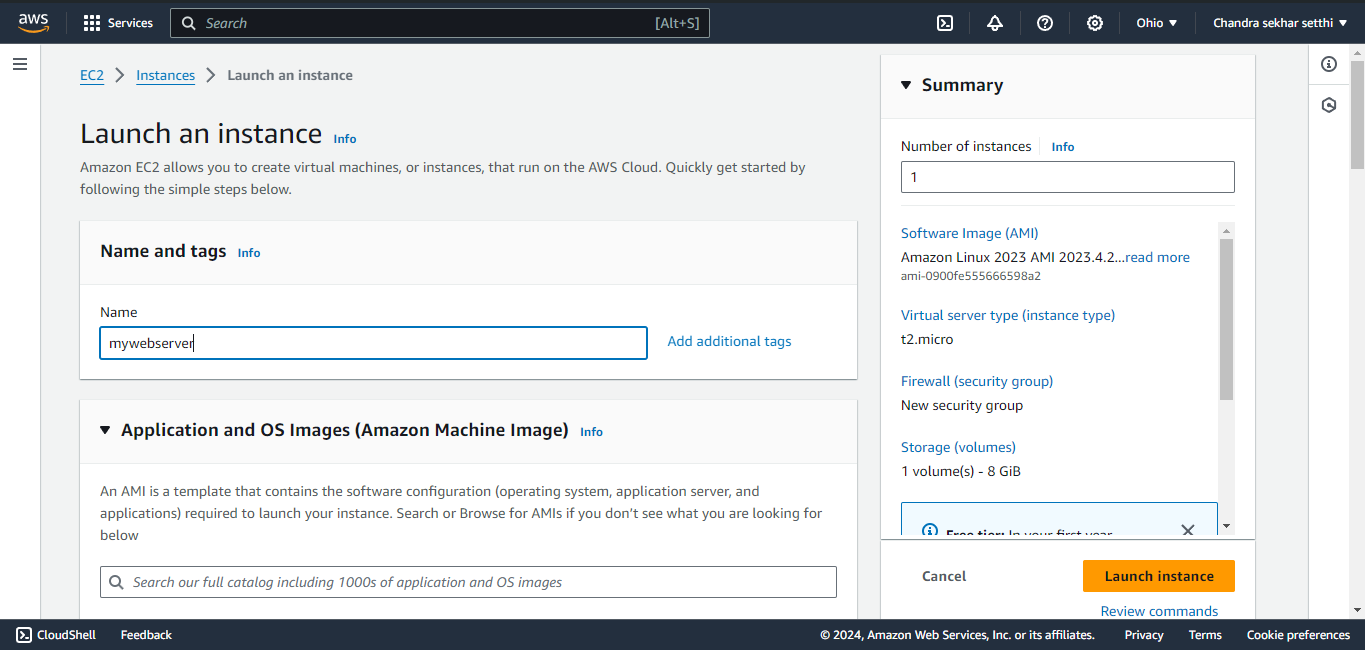 aws Services Search [Alt+S] Ohio Chandra sekhar setthi
EC2 Instances Launch an instance
Launch an instance Info
Amazon EC2 allows you to create virtual machines, or instances, that run on the AWS Cloud. Quickly get started by
following the simple steps below.
Name and tags Info
Name
mywebserver Add additional tags
Application and OS Images (Amazon Machine Image) Info
An AMI is a template that contains the software configuration (operating system, application server, and
applications) required to launch your instance. Search or Browse for AMIs if you don’t see what you are looking for
below
Search our full catalog including 1000s of application and OS images
Summary
Number of instances Info
1
Software Image (AMI)
Amazon Linux 2023 AMI 2023.4.2...read more
ami-0900fe555666598a2
Virtual server type (instance type)
t2.micro
Firewall (security group)
New security group
Storage (volumes)
1 volume(s) - 8 GiB
Free tier: In your first year
Cancel Launch instance
Review commands
CloudShell Feedback © 2024, Amazon Web Services, Inc. or its affiliates. Privacy Terms Cookie preferences